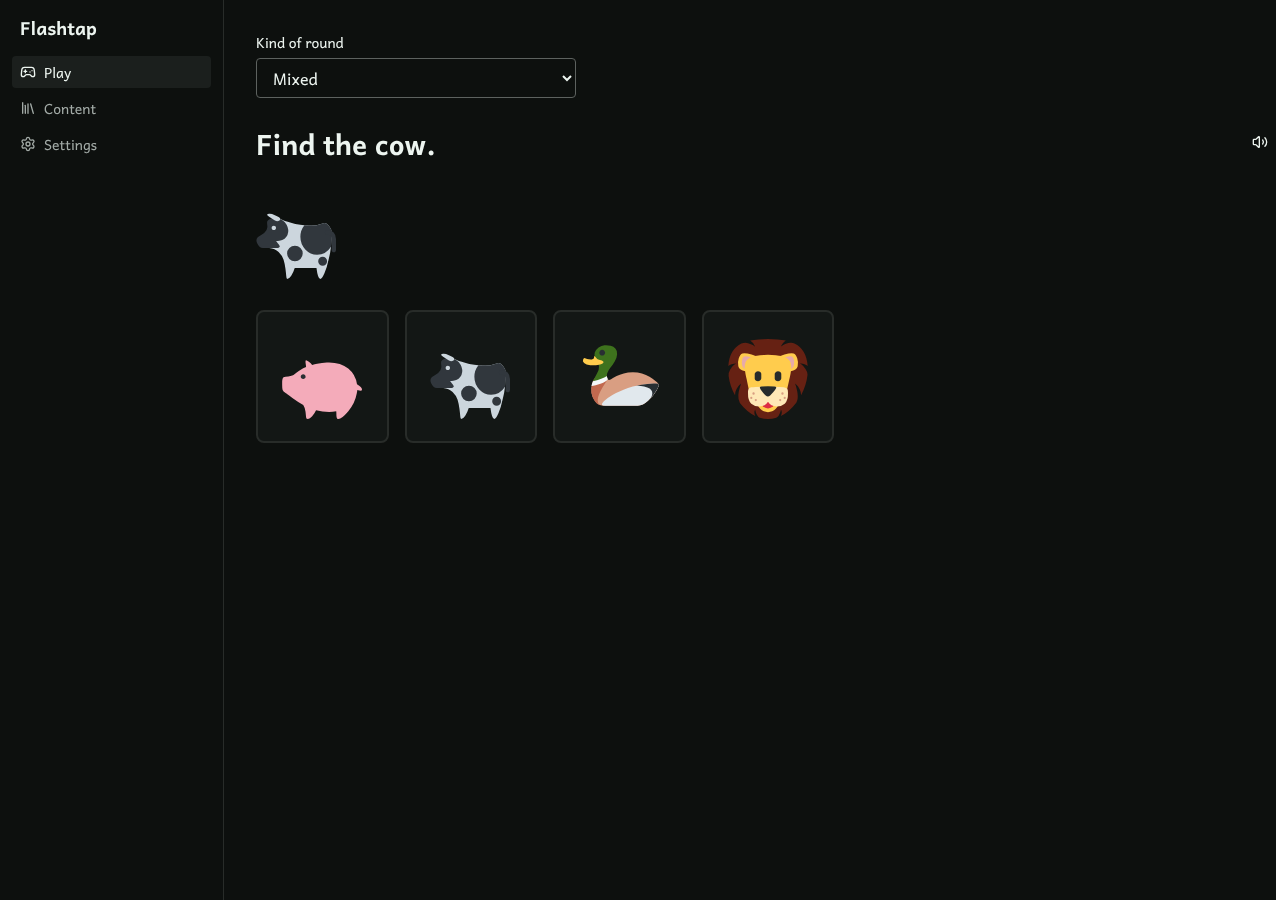 Flashtap
Play
Content
Settings
Kind of round
Mixed
Find the cow.